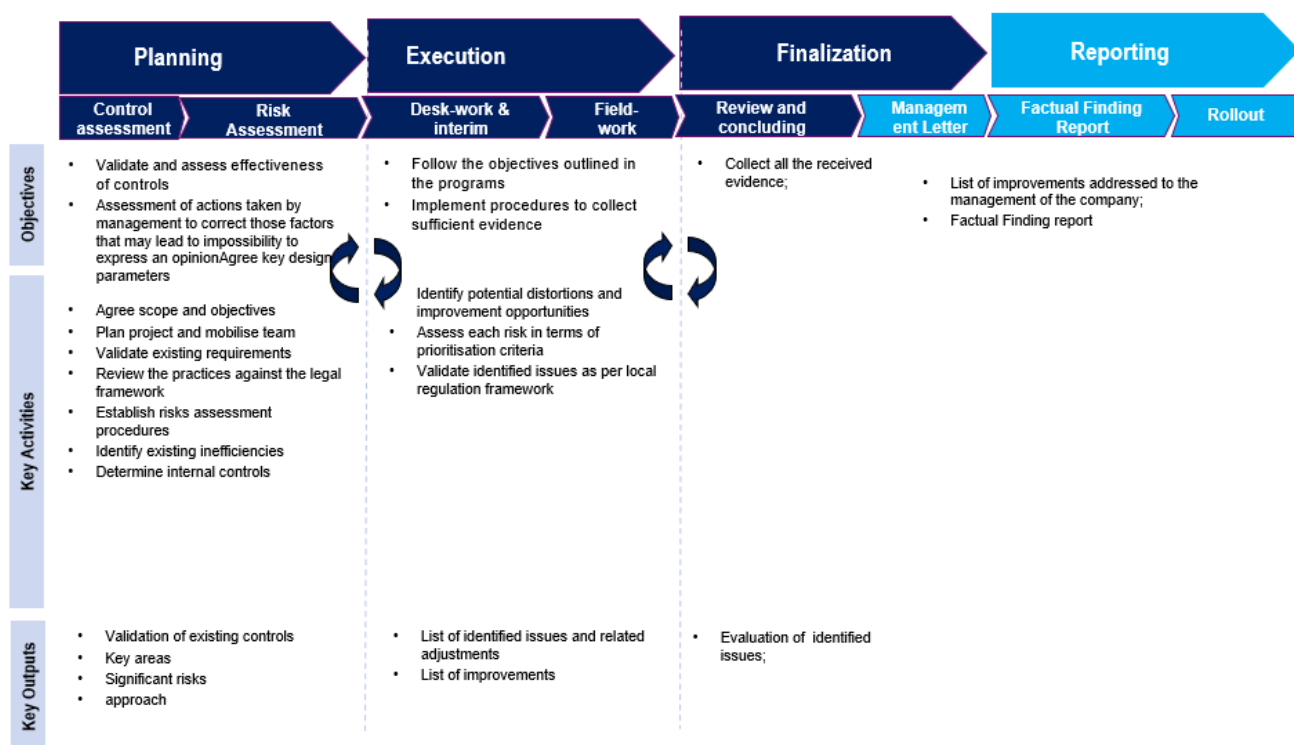 Planning
Execution
Finalization
Reporting
Control
assessment
Risk
Assessment
Desk-work &
interim
Field-
work
Review and
concluding
Managem
ent Letter
Factual Finding
Report
Rollout
Objectives
• Validate and assess effectiveness
of controls
• Assessment of actions taken by
management to correct those factors
that may lead to impossibility to
express an opinionAgree key design
parameters
• Follow the objectives outlined in
the programs
• Implement procedures to collect
sufficient evidence
• Collect all the received
evidence;
• List of improvements addressed to the
management of the company;
• Factual Finding report
Key Activities
• Agree scope and objectives
• Plan project and mobilise team
• Validate existing requirements
• Review the practices against the legal
framework
• Establish risks assessment
procedures
• Identify existing inefficiencies
• Determine internal controls
Identify potential distortions and
improvement opportunities
• Assess each risk in terms of
prioritisation criteria
• Validate identified issues as per local
regulation framework
Key Outputs
• Validation of existing controls
• Key areas
• Significant risks
• approach
• List of identified issues and related
adjustments
• List of improvements
• Evaluation of identified
issues;